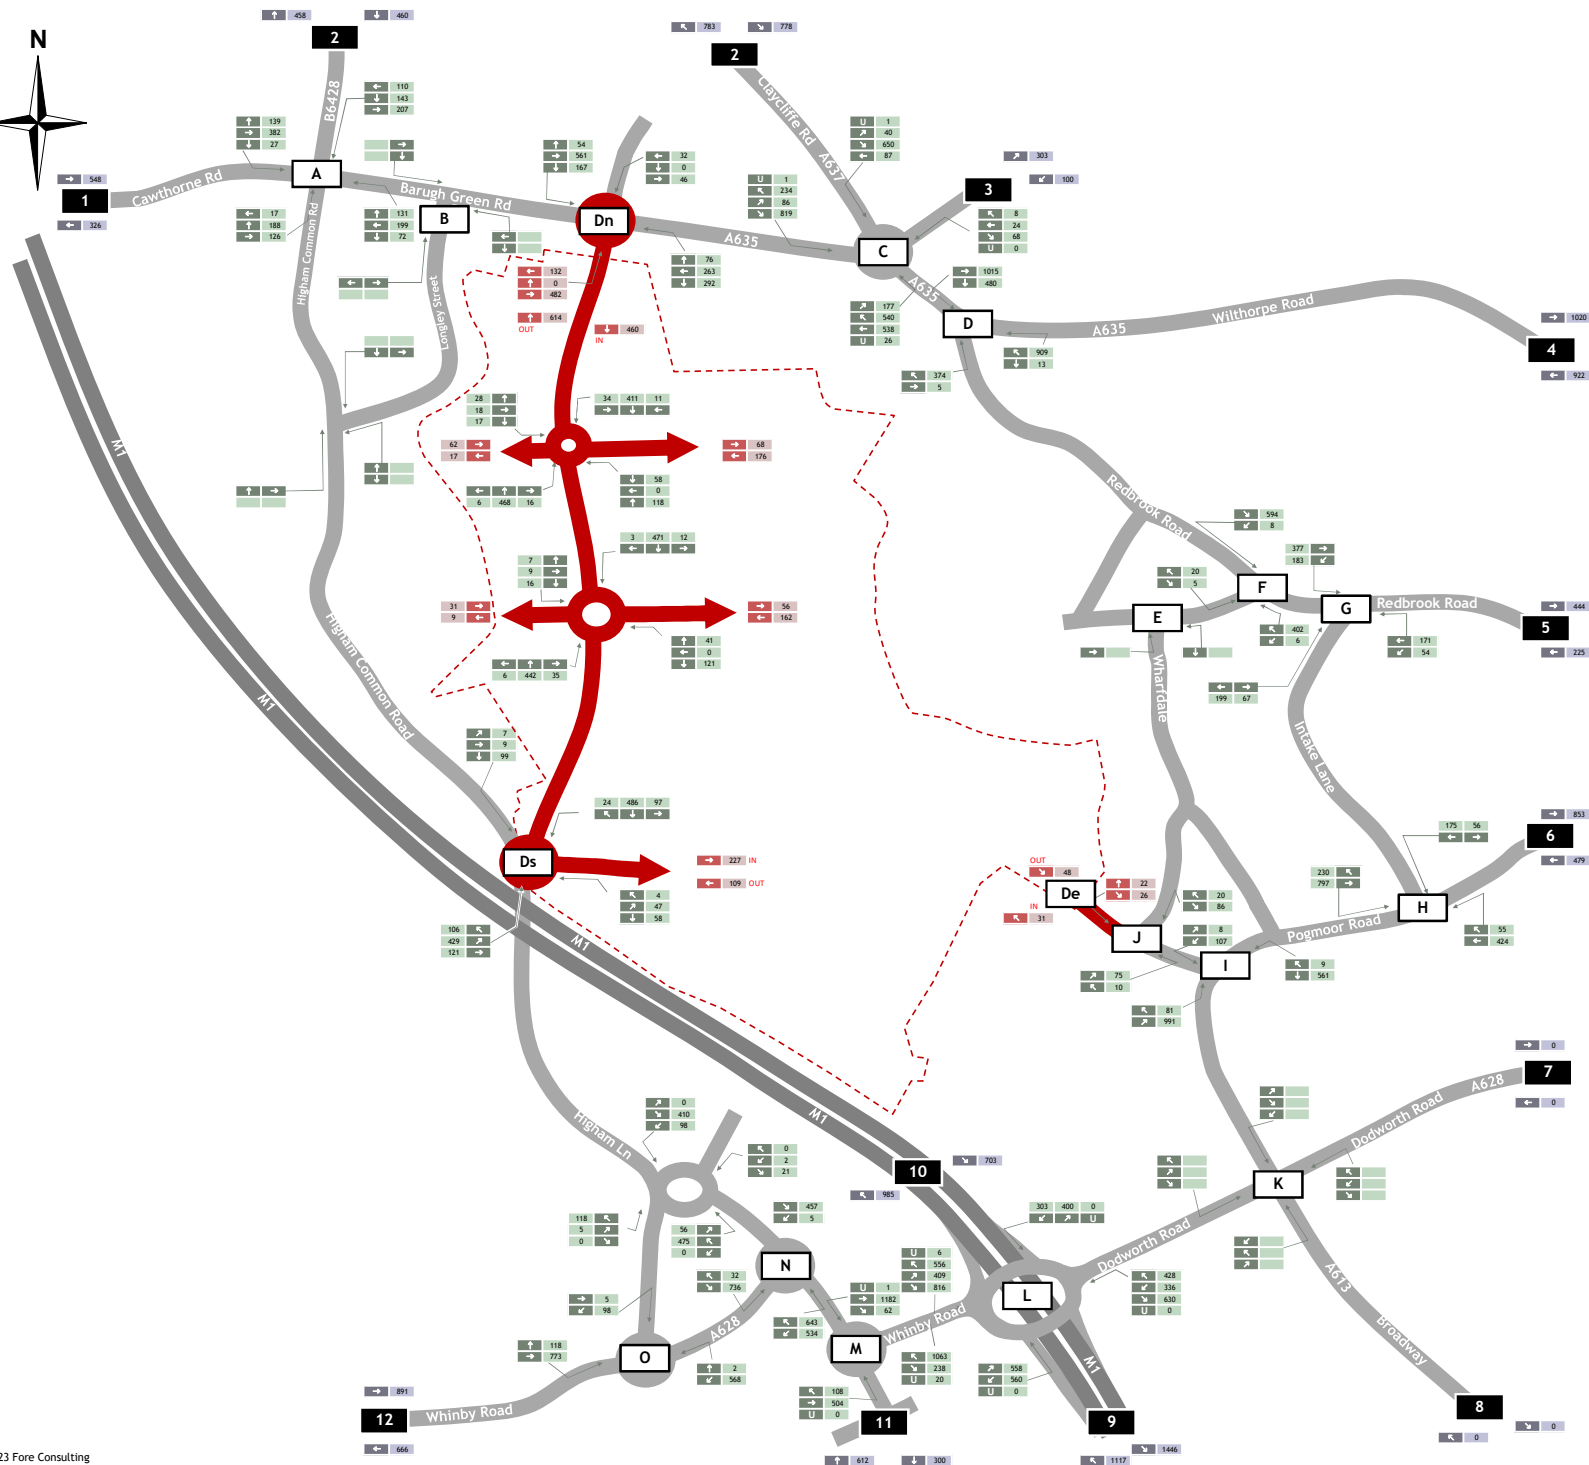 458
460
2
783
778
2
N
B6428
110
143
207
139
382
27
Claycliffe Rd
A637
U 1
40
650
87
54
561
167
32
0
46
303
3
100
548
1
326
Cawthorne Rd
A
Barugh Green Rd
B
Dn
U 1
234
86
819
8
24
68
U 0
17
188
126
131
199
72
Higham Common Rd
A635
C
132
0
482
76
263
292
1015
480
A635
614
OUT
460
IN
177
540
538
U 26
D
A635
Wilthorpe Road
1020
4
922
Longley Street
909
13
374
5
M1
28
18
17
34 411 11
62
17
68
176
58
0
118
6 468 16
Redbrook Road
594
8
3 471 12
7
9
16
377
183
20
5
F
G
Redbrook Road
444
5
225
31
9
56
162
E
402
6
171
54
41
0
121
6 442 35
199 67
Wharfdale
Higham Common Road
M1
Intake Lane
7
9
99
24 486 97
853
6
479
175 56
Ds
227 IN
109 OUT
OUT
48
De
22
26
IN
31
230
797
H
4
47
58
20
86
J
8
107
Pogmoor Road
55
424
106
429
121
M1
I
9
561
75
10
81
991
0
7
0
A628
Dodworth Road
Higham Ln
0
410
98
M1
0
2
21
10
703
985
K
457
5
118
5
0
56
475
0
303 400 0
U
Dodworth Road
N
32
736
U 6
556
409
816
L
428
336
630
U 0
A613
5
98
A628
U 1
1182
62
643
534
Whinby Road
M
M1
Broadway
118
773
O
2
568
1063
238
U 20
558
560
U 0
891
12
666
Whinby Road
108
504
U 0
11
9
8
0
0
1446
1117
612
300
23 Fore Consulting